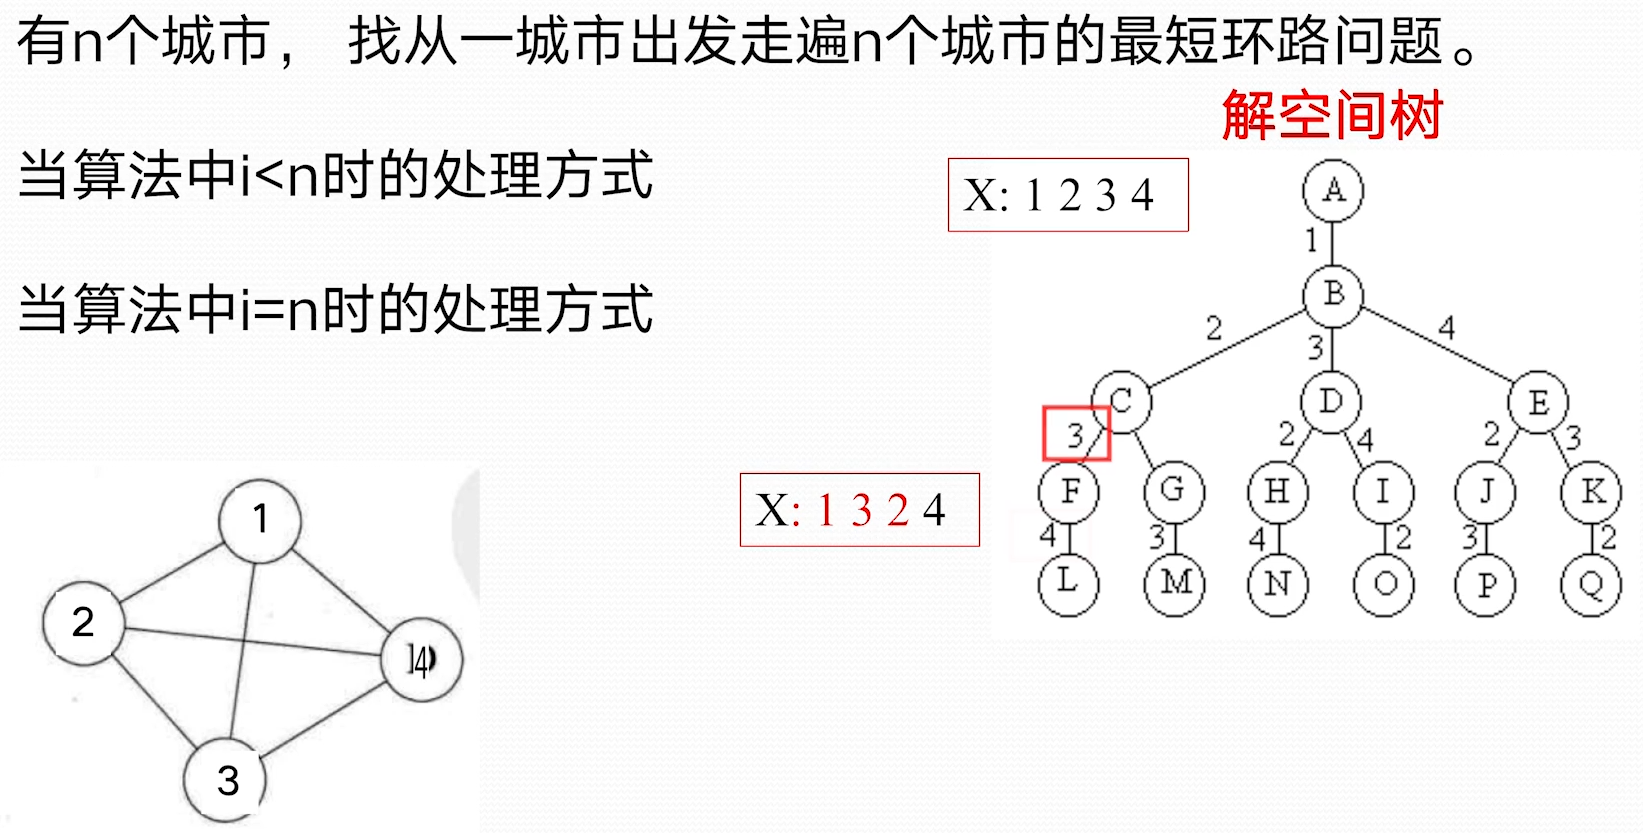 有n个城市， 找从一城市出发走遍n个城市的最短环路问题。
解空间树
当算法中i<n时的处理方式
X: 1 2 3 4
当算法中i=n时的处理方式
A
1
B
2 3 4
C D E
3 2 4 2 3
F G H I J K
4 3 4 2 3 2
L M N O P Q
X: 1 3 2 4
1
2
3